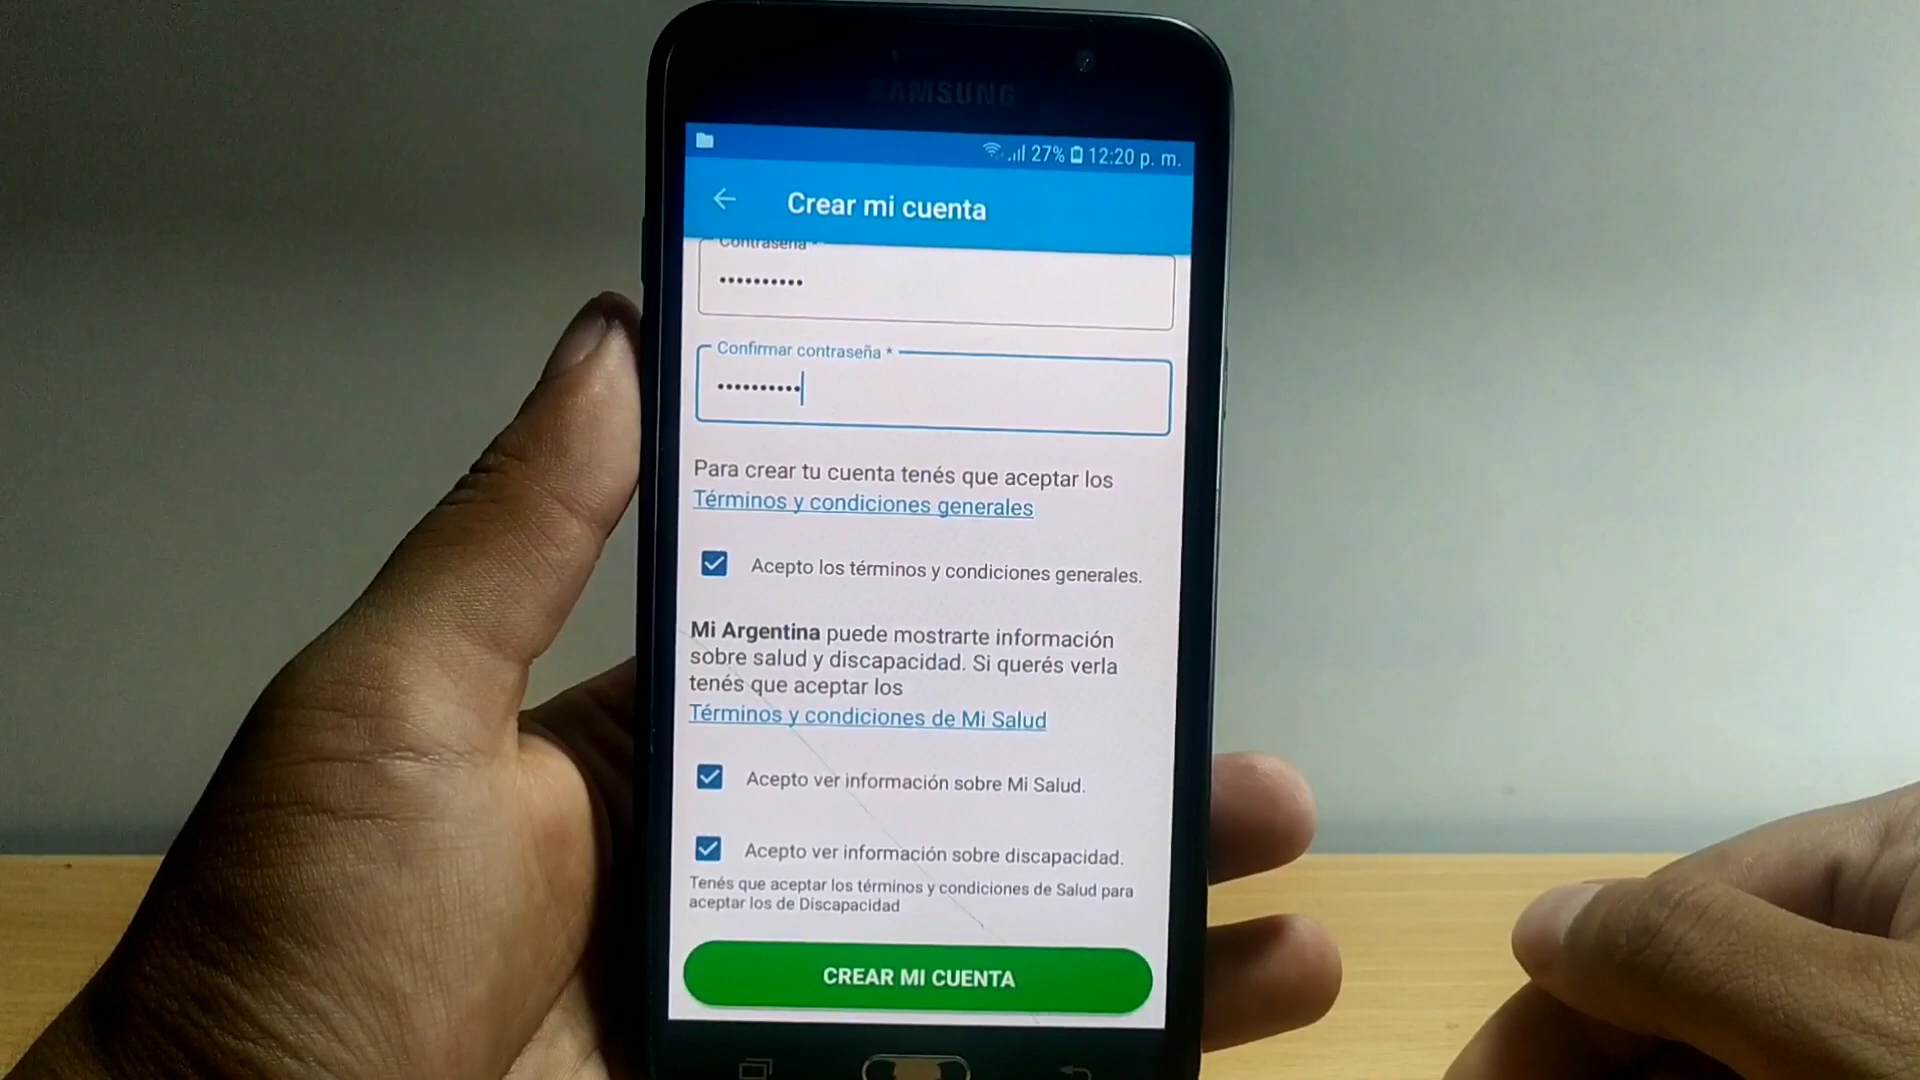 SAMSUNG
27% 12:20 p. m.
Crear mi cuenta
Contraseña *
••••••••••
Confirmar contraseña *
••••••••••
Para crear tu cuenta tenés que aceptar los
Términos y condiciones generales
Acepto los términos y condiciones generales.
Mi Argentina puede mostrarte información
sobre salud y discapacidad. Si querés verla
tenés que aceptar los
Términos y condiciones de Mi Salud
Acepto ver información sobre Mi Salud.
Acepto ver información sobre discapacidad.
Tenés que aceptar los términos y condiciones de Salud para
aceptar los de Discapacidad
CREAR MI CUENTA